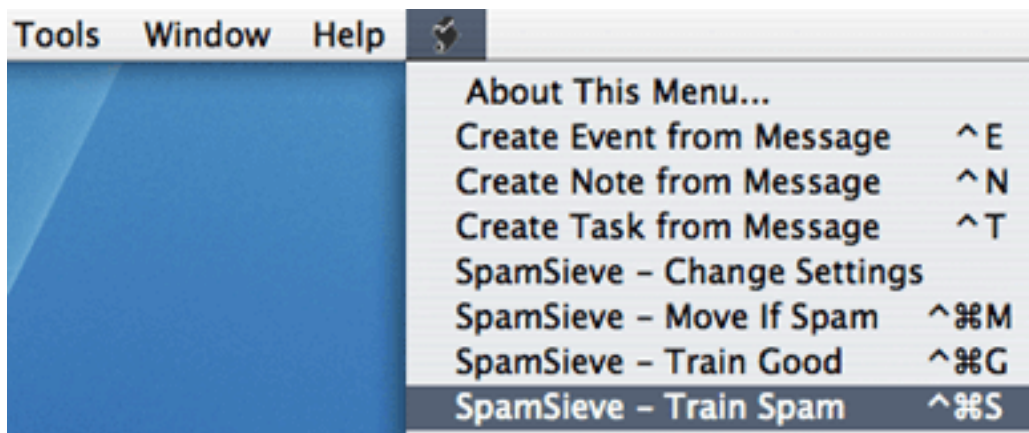 Tools Window Help
About This Menu...
Create Event from Message ^E
Create Note from Message ^N
Create Task from Message ^T
SpamSieve – Change Settings
SpamSieve – Move If Spam ^⌘M
SpamSieve – Train Good ^⌘G
SpamSieve – Train Spam ^⌘S